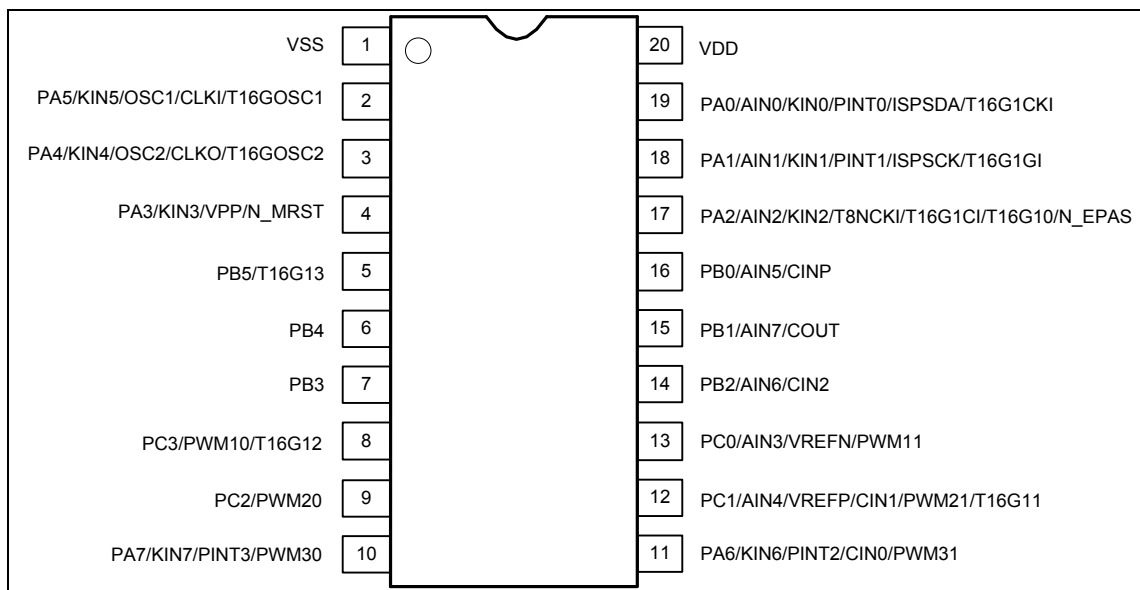 VSS 1 20 VDD
PA5/KIN5/OSC1/CLKI/T16GOSC1 2 19 PA0/AIN0/KIN0/PINT0/ISPSDA/T16G1CKI
PA4/KIN4/OSC2/CLKO/T16GOSC2 3 18 PA1/AIN1/KIN1/PINT1/ISPSCK/T16G1GI
PA3/KIN3/VPP/N_MRST 4 17 PA2/AIN2/KIN2/T8NCKI/T16G1CI/T16G10/N_EPAS
PB5/T16G13 5 16 PB0/AIN5/CINP
PB4 6 15 PB1/AIN7/COUT
PB3 7 14 PB2/AIN6/CIN2
PC3/PWM10/T16G12 8 13 PC0/AIN3/VREFN/PWM11
PC2/PWM20 9 12 PC1/AIN4/VREFP/CIN1/PWM21/T16G11
PA7/KIN7/PINT3/PWM30 10 11 PA6/KIN6/PINT2/CIN0/PWM31